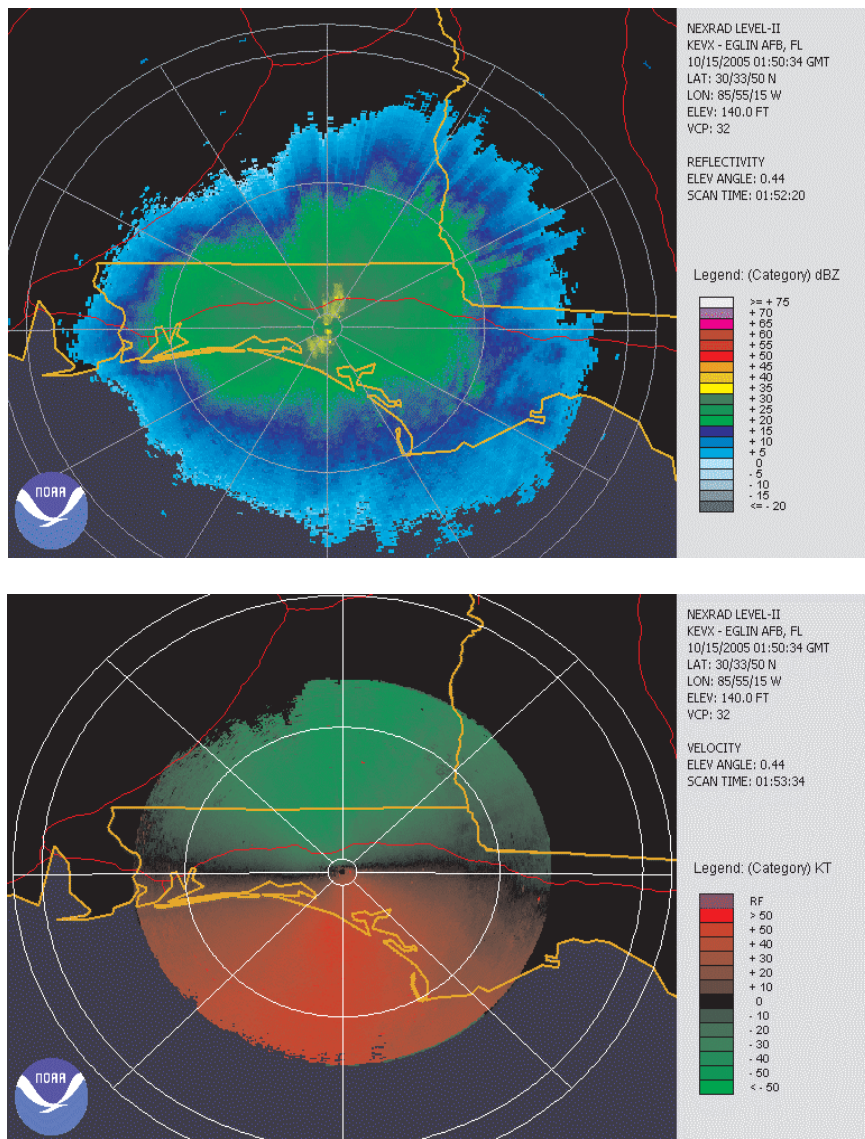 NEXRAD LEVEL-II
KEVX - EGLIN AFB, FL
10/15/2005 01:50:34 GMT
LAT: 30/33/50 N
LON: 85/55/15 W
ELEV: 140.0 FT
VCP: 32
REFLECTIVITY
ELEV ANGLE: 0.44
SCAN TIME: 01:52:20
Legend: (Category) dBZ
>= + 75
+ 70
+ 65
+ 60
+ 55
+ 50
+ 45
+ 40
+ 35
+ 30
+ 25
+ 20
+ 15
+ 10
+ 5
0
- 5
- 10
- 15
<= - 20
NOAA
NEXRAD LEVEL-II
KEVX - EGLIN AFB, FL
10/15/2005 01:50:34 GMT
LAT: 30/33/50 N
LON: 85/55/15 W
ELEV: 140.0 FT
VCP: 32
VELOCITY
ELEV ANGLE: 0.44
SCAN TIME: 01:53:34
Legend: (Category) KT
RF
> 50
+ 50
+ 40
+ 30
+ 20
+ 10
0
- 10
- 20
- 30
- 40
- 50
< - 50
NOAA